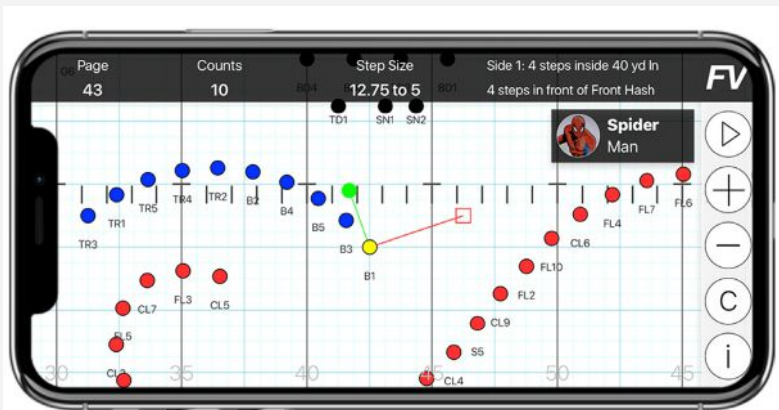 Page
Counts
Step Size
Side 1: 4 steps inside 40 yd ln
FV
43
10
12.75 to 5
4 steps in front of Front Hash
BD4
BD1
TD1
SN1
SN2
Spider
Man
TR3
TR1
TR5
TR4
TR2
B2
B4
B5
B3
B1
FL6
FL7
FL4
CL6
FL10
FL2
CL9
S5
CL4
CL7
FL3
CL5
FL5
C
i
30
35
40
45
50
45